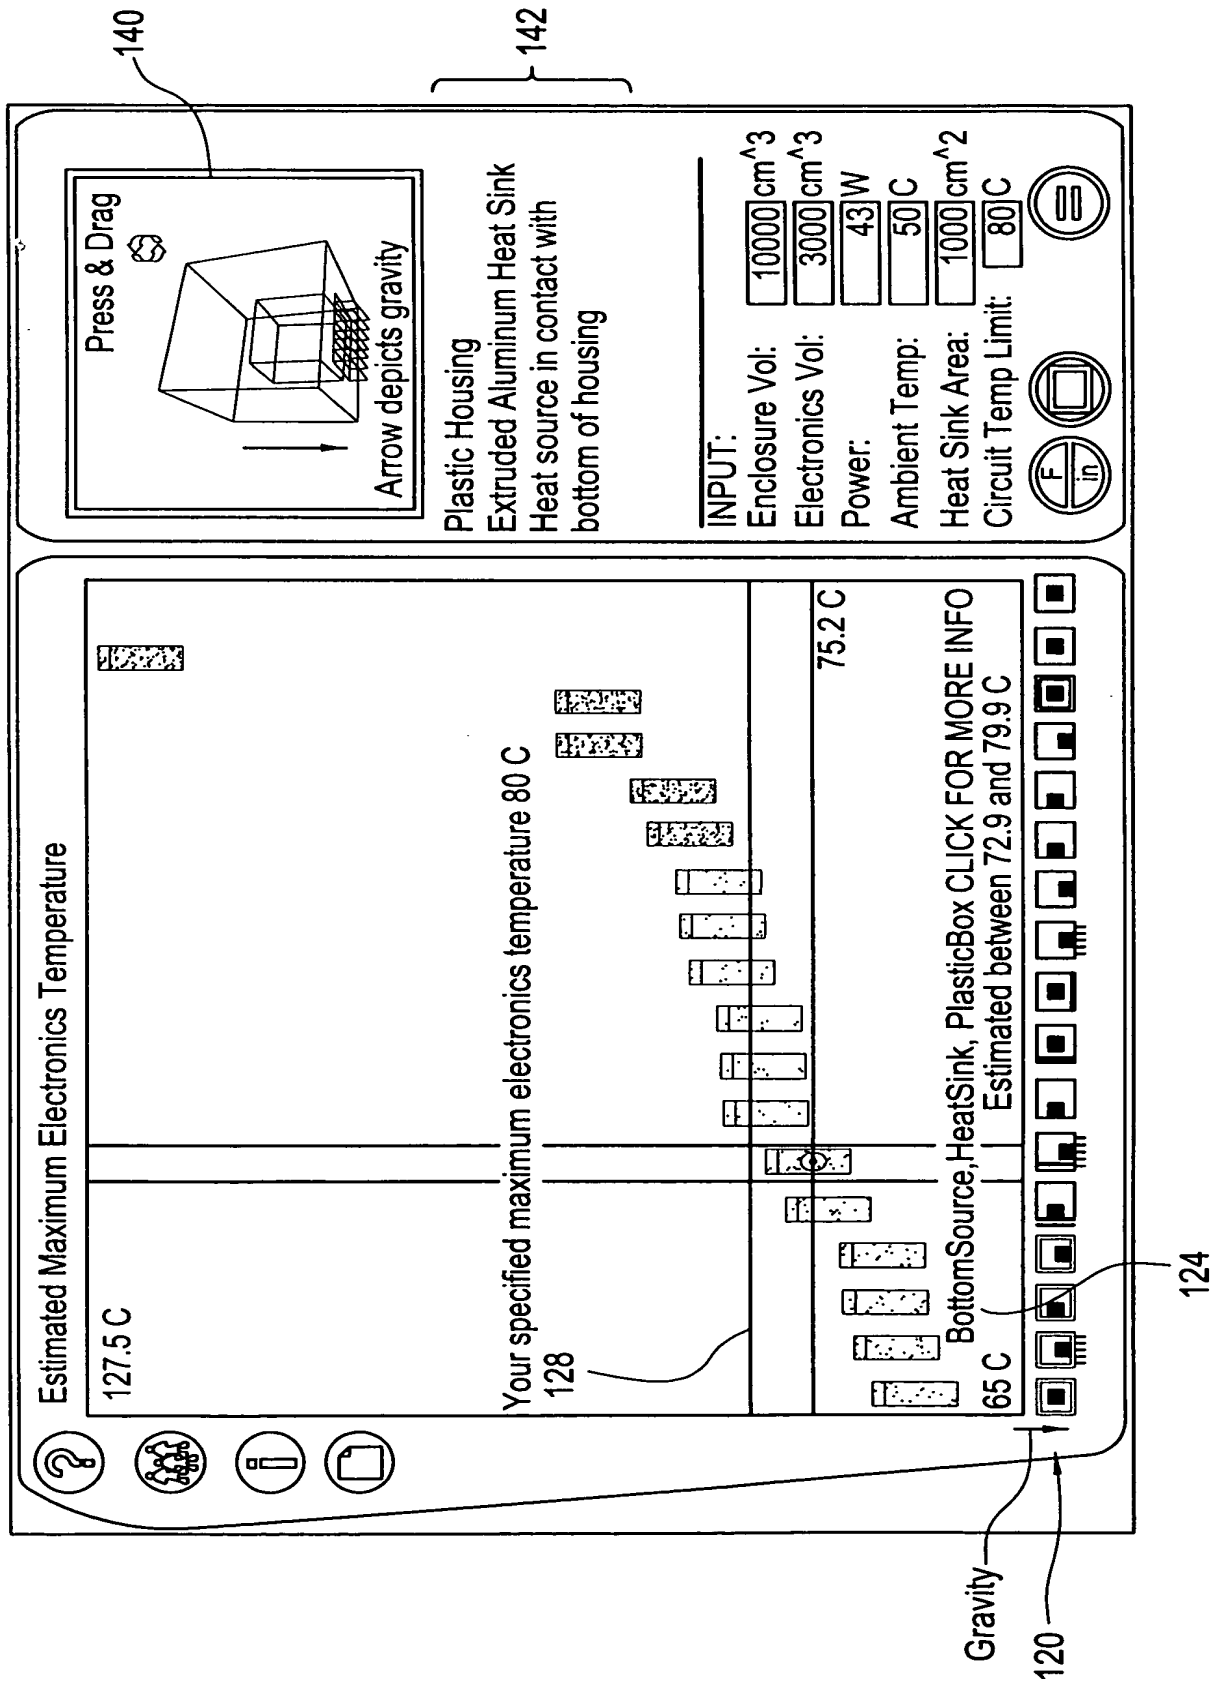 Estimated Maximum Electronics Temperature
127.5 C
Your specified maximum electronics temperature 80 C
128
75.2 C
BottomSource,HeatSink, PlasticBox CLICK FOR MORE INFO
65 C
Estimated between 72.9 and 79.9 C
Gravity
120
124
Press & Drag
Arrow depicts gravity
140
142
Plastic Housing
Extruded Aluminum Heat Sink
Heat source in contact with
bottom of housing
INPUT:
Enclosure Vol: 10000 cm^3
Electronics Vol: 3000 cm^3
Power: 43 W
Ambient Temp: 50 C
Heat Sink Area: 1000 cm^2
Circuit Temp Limit: 80 C
F
in